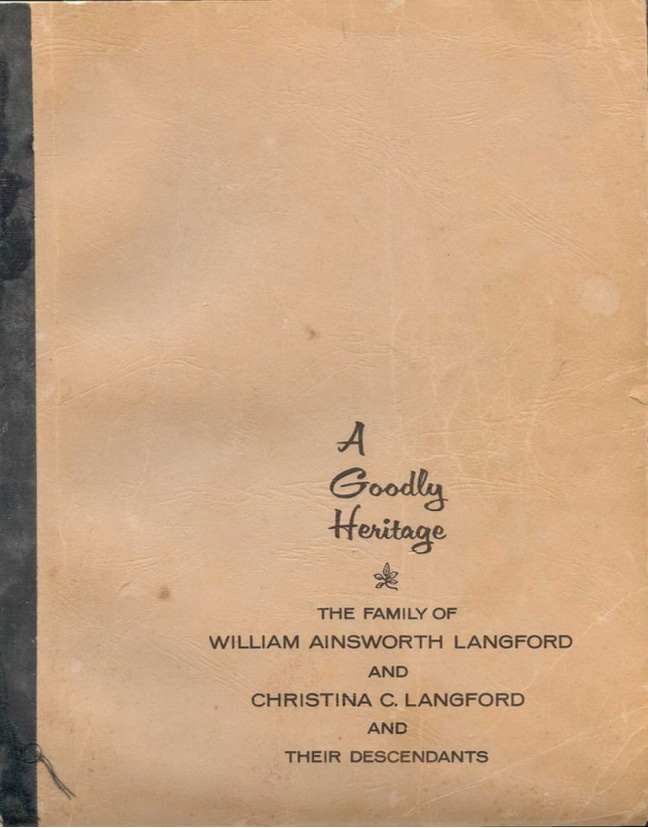 A
Goodly
Heritage
THE FAMILY OF
WILLIAM AINSWORTH LANGFORD
AND
CHRISTINA C. LANGFORD
AND
THEIR DESCENDANTS